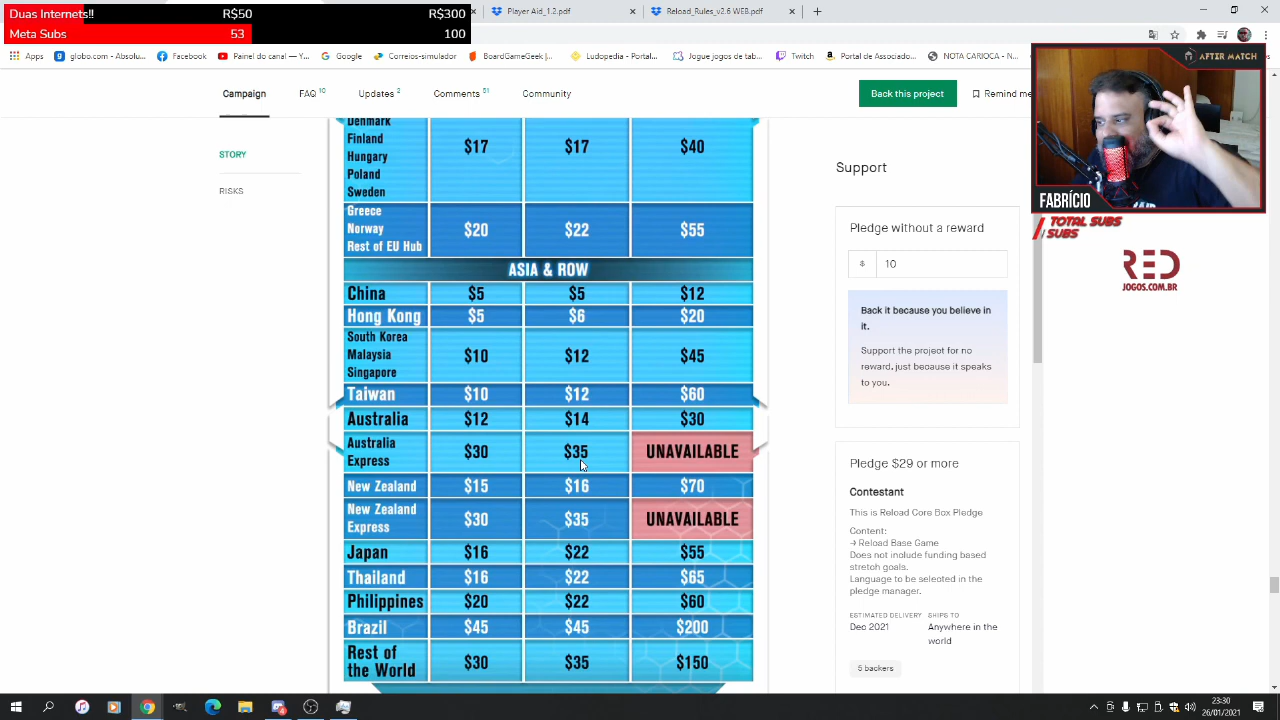 Duas Internets!! R$50 R$300
Meta Subs 53 100
Player Aid_1.2.pdf × Reload_Rules_v2.6 WEB.pdf × +
Apps globo.com - Absolu... Facebook Painel do canal — Y... Google Correios-simulador BoardGameGeek | Ludopedia - Portal... Jogue jogos de tab... Twitch Portal de Associado... NOTA CARIOCA — N...
AFTER MATCH
Campaign FAQ 10 Updates 2 Comments 51 Community Back this project Remind me
STORY
RISKS
Denmark
Finland
Hungary
Poland
Sweden
$17 $17 $40
Greece
Norway
Rest of EU Hub
$20 $22 $55
ASIA & ROW
China $5 $5 $12
Hong Kong $5 $6 $20
South Korea
Malaysia
Singapore
$10 $12 $45
Taiwan $10 $12 $60
Australia $12 $14 $30
Australia
Express
$30 $35 UNAVAILABLE
New Zealand $15 $16 $70
New Zealand
Express
$30 $35 UNAVAILABLE
Japan $16 $22 $55
Thailand $16 $22 $65
Philippines $20 $22 $60
Brazil $45 $45 $200
Rest of
the World
$30 $35 $150
Support
Pledge without a reward
$ 10
Back it because you believe in
it.
Support the project for no
reward, just because it speaks
to you.
Pledge $29 or more
Contestant
This is Reload Core Box Pledge
Content:
→ Reload Base Game
Does not include funding based
stretch goals.
Language to be selected in the
pledge manager.
ESTIMATED DELIVERY SHIPS TO
Dec 2021 Anywhere in the
world
5 backers
FABRÍCIO
TOTAL SUBS
SUBS
RED
JOGOS.COM.BR
23:30
26/01/2021